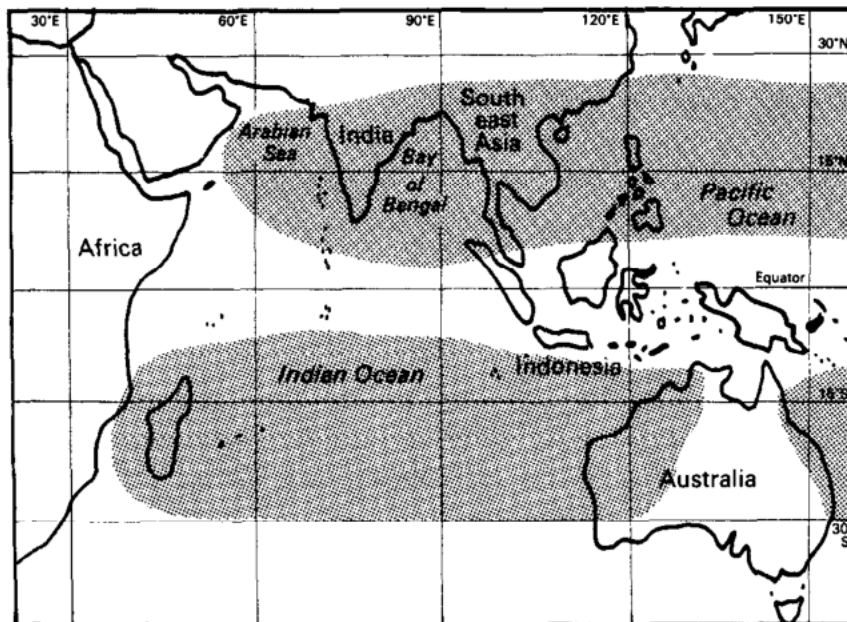 30°E 60°E 90°E 120°E 150°E
30°N
South
east
Asia
Arabian
Sea
India
Bay
of
Bengal
15°N
Pacific
Ocean
Africa
Equator
Indian Ocean
Indonesia
15°S
Australia
30°
S